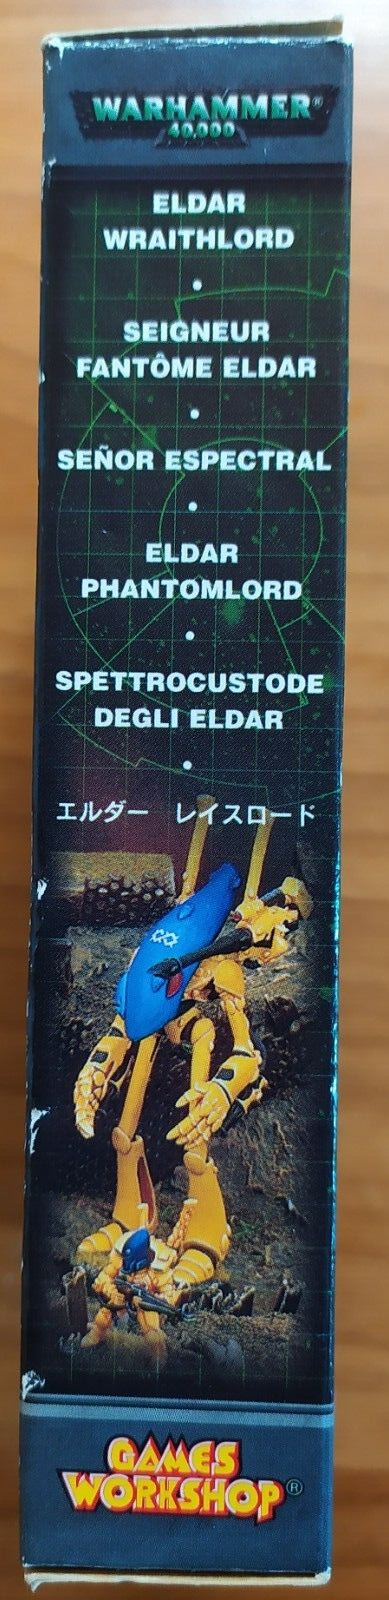 WARHAMMER®
40,000
ELDAR
WRAITHLORD
•
SEIGNEUR
FANTÔME ELDAR
•
SEÑOR ESPECTRAL
•
ELDAR
PHANTOMLORD
•
SPETTROCUSTODE
DEGLI ELDAR
•
エルダー　レイスロード
GAMES
WORKSHOP®